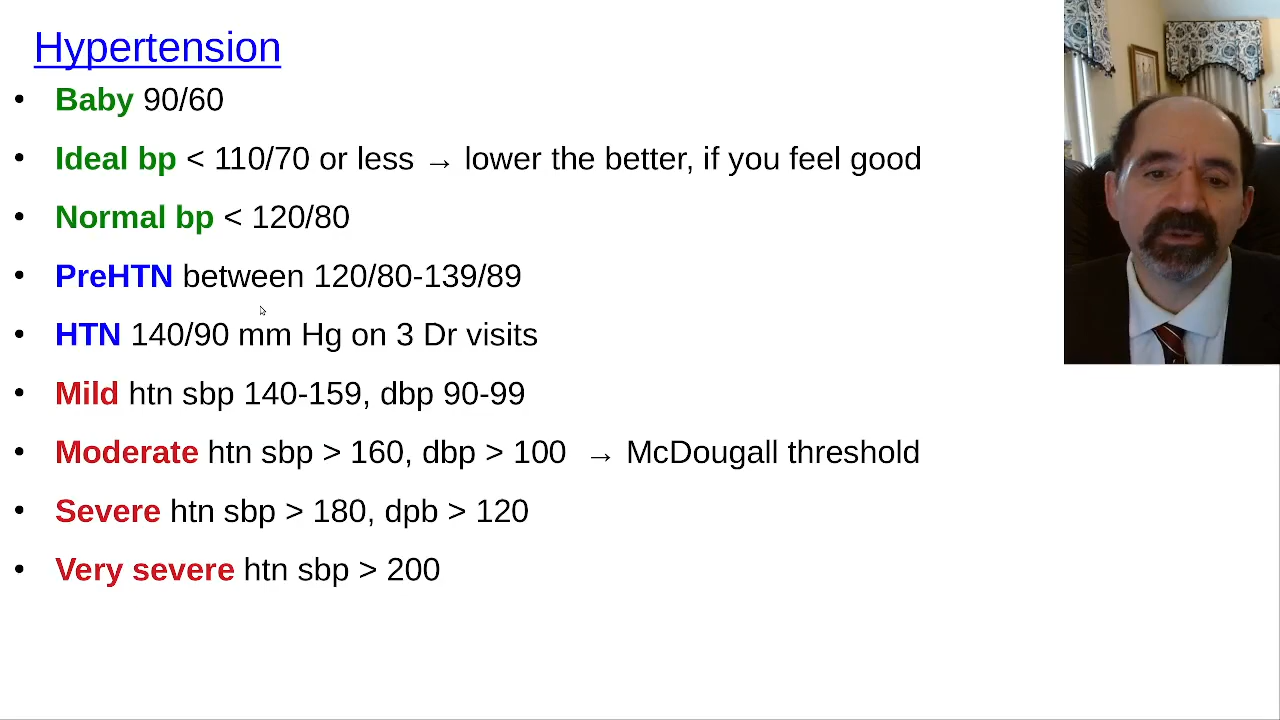 Hypertension
• Baby 90/60
• Ideal bp < 110/70 or less → lower the better, if you feel good
• Normal bp < 120/80
• PreHTN between 120/80-139/89
• HTN 140/90 mm Hg on 3 Dr visits
• Mild htn sbp 140-159, dbp 90-99
• Moderate htn sbp > 160, dbp > 100 → McDougall threshold
• Severe htn sbp > 180, dpb > 120
• Very severe htn sbp > 200